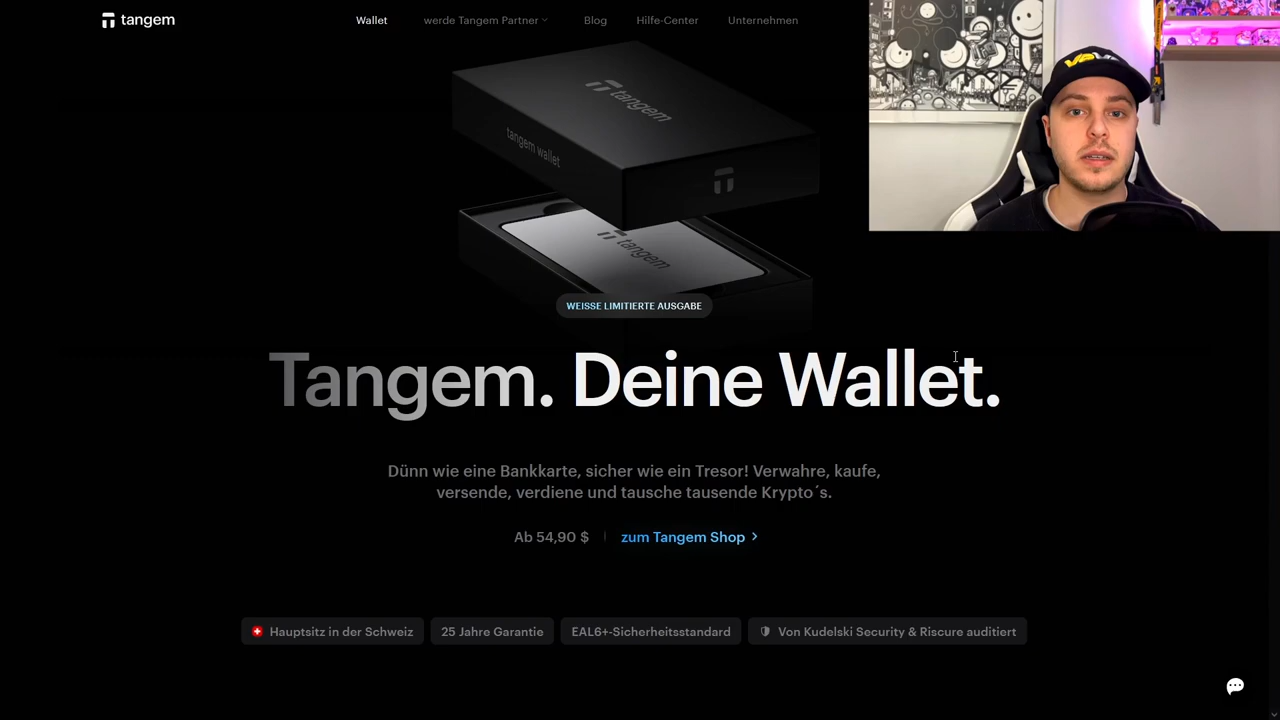 tangem
Wallet
werde Tangem Partner
Blog
Hilfe-Center
Unternehmen
tangem
tangem wallet
tangem
WEISSE LIMITIERTE AUSGABE
Tangem. Deine Wallet.
Dünn wie eine Bankkarte, sicher wie ein Tresor! Verwahre, kaufe,
versende, verdiene und tausche tausende Krypto´s.
Ab 54,90 $
zum Tangem Shop
Hauptsitz in der Schweiz
25 Jahre Garantie
EAL6+-Sicherheitsstandard
Von Kudelski Security & Riscure auditiert